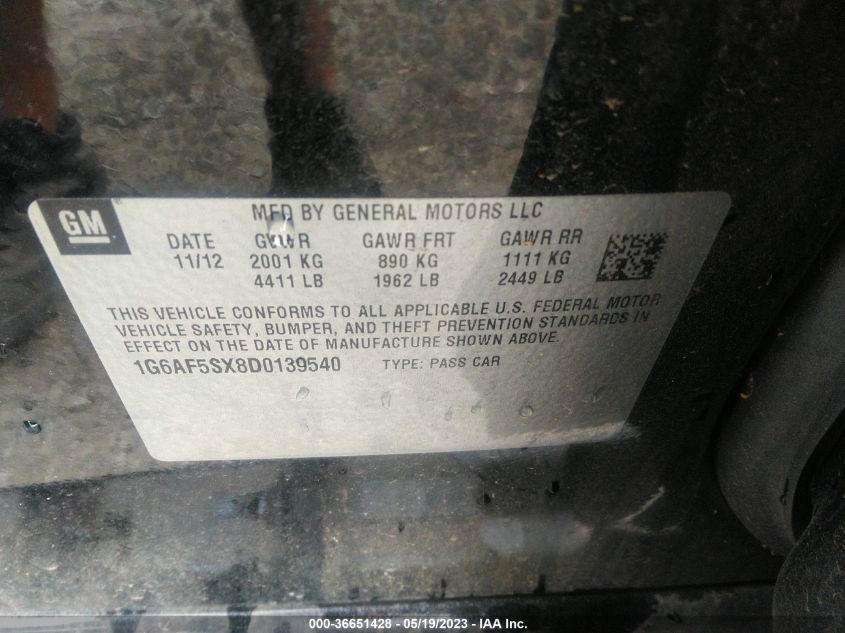 GM
MFD BY GENERAL MOTORS LLC
DATE GVWR GAWR FRT GAWR RR
11/12 2001 KG 890 KG 1111 KG
4411 LB 1962 LB 2449 LB
THIS VEHICLE CONFORMS TO ALL APPLICABLE U.S. FEDERAL MOTOR
VEHICLE SAFETY, BUMPER, AND THEFT PREVENTION STANDARDS IN
EFFECT ON THE DATE OF MANUFACTURE SHOWN ABOVE.
1G6AF5SX8D0139540 TYPE: PASS CAR
000-36651428 - 05/19/2023 - IAA Inc.